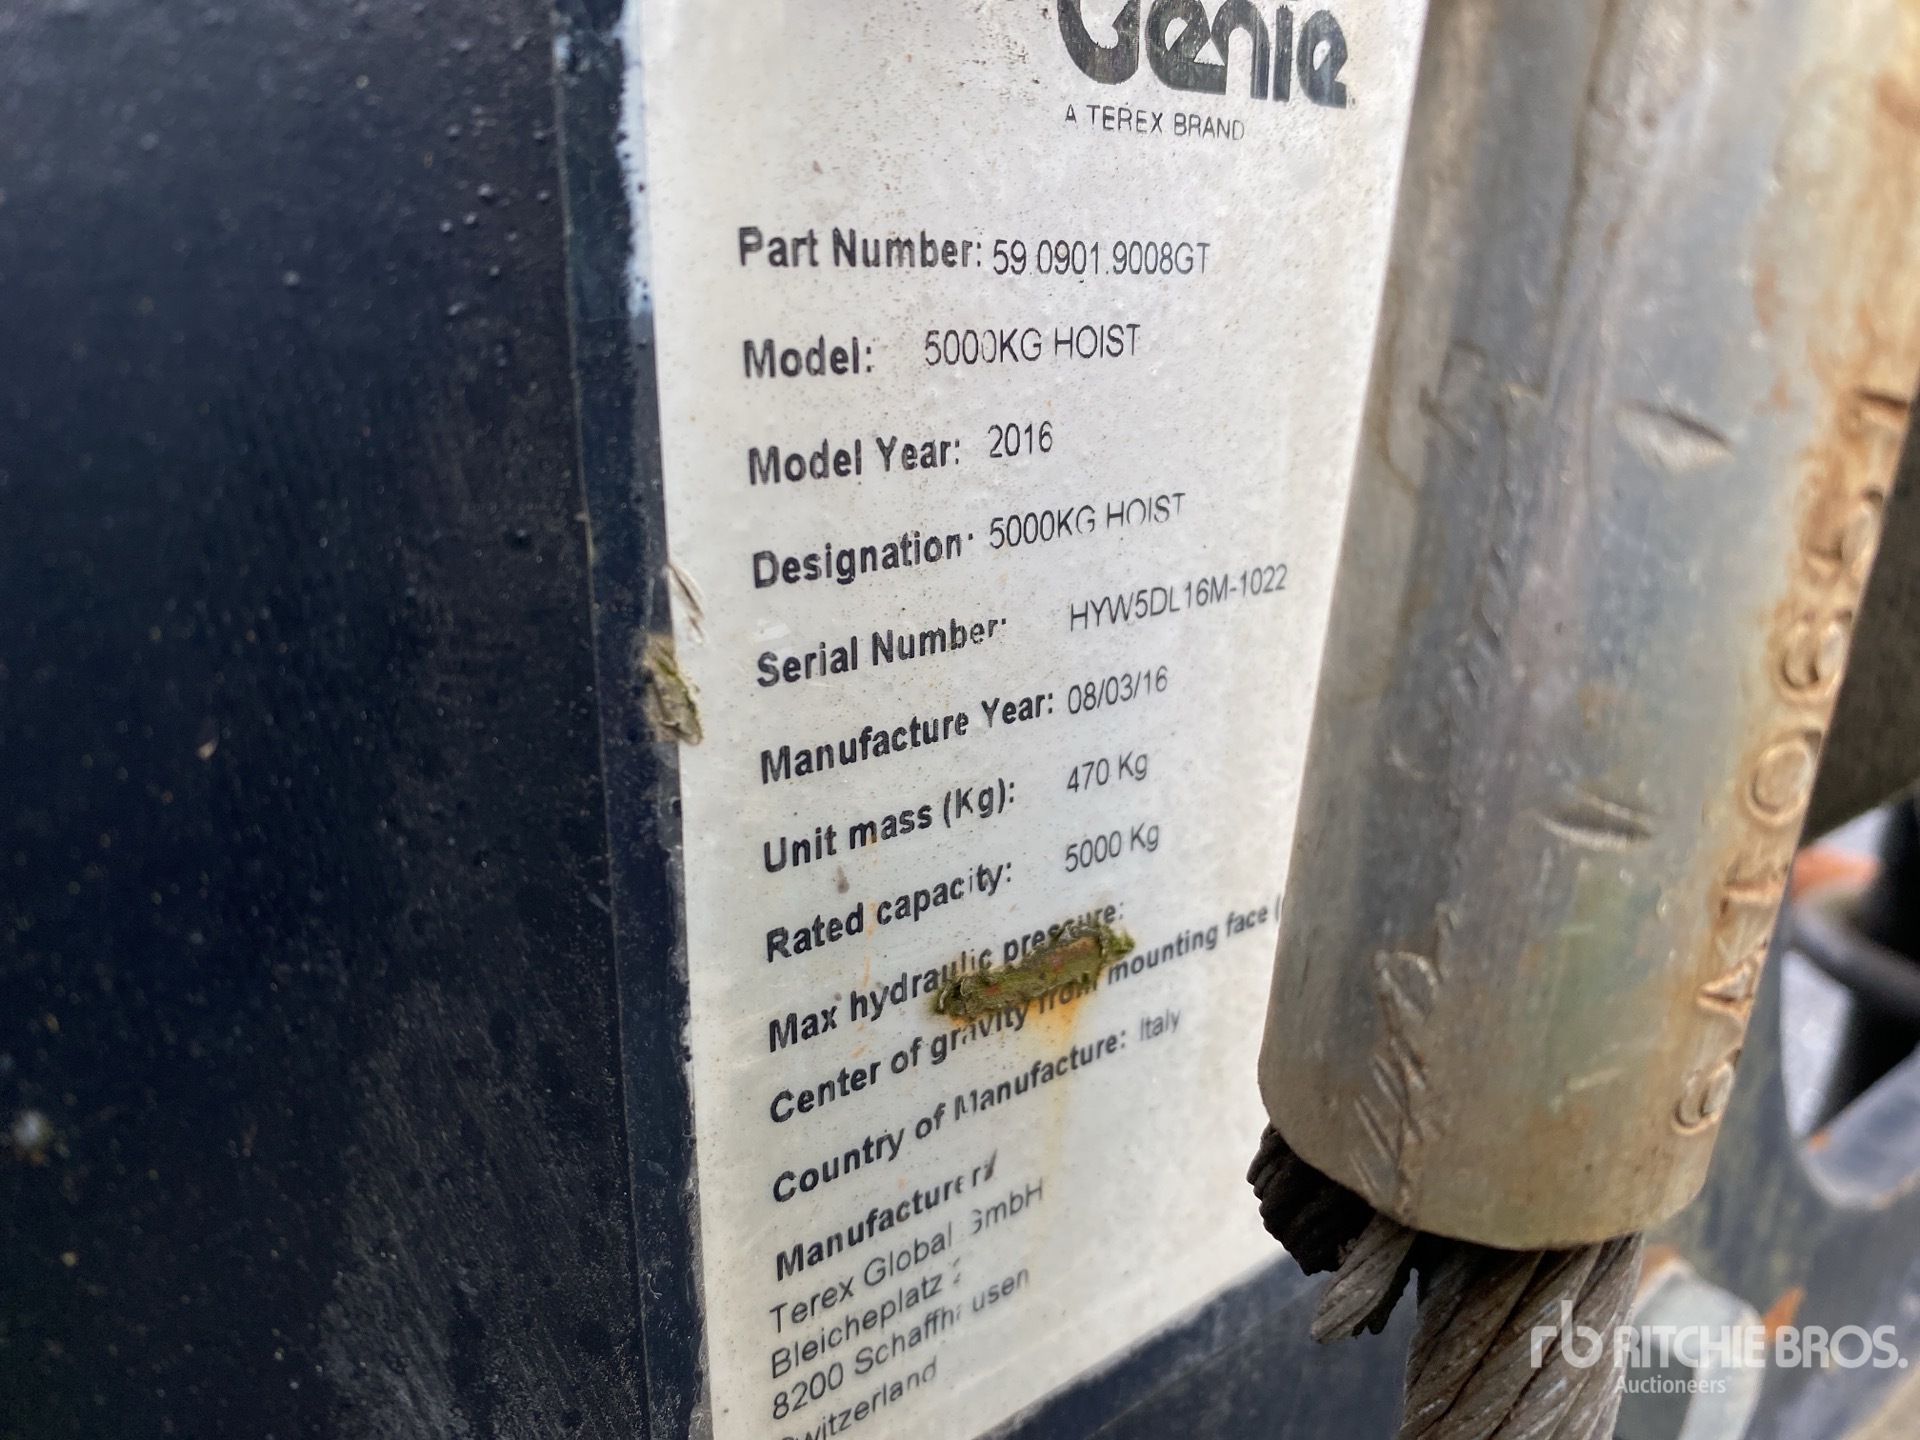 Genie
A TEREX BRAND
Part Number: 59.0901.9008GT
Model: 5000KG HOIST
Model Year: 2016
Designation: 5000KG HOIST
Serial Number: HYW5DL16M-1022
Manufacture Year: 08/03/16
Unit mass (Kg): 470 Kg
Rated capacity: 5000 Kg
Max hydraulic pressure:
Center of gravity from mounting face (
Country of Manufacture: Italy
Manufacturer
Terex Global GmbH
Bleicheplatz
8200 Schaffhausen
Switzerland
rb RITCHIE BROS.
Auctioneers